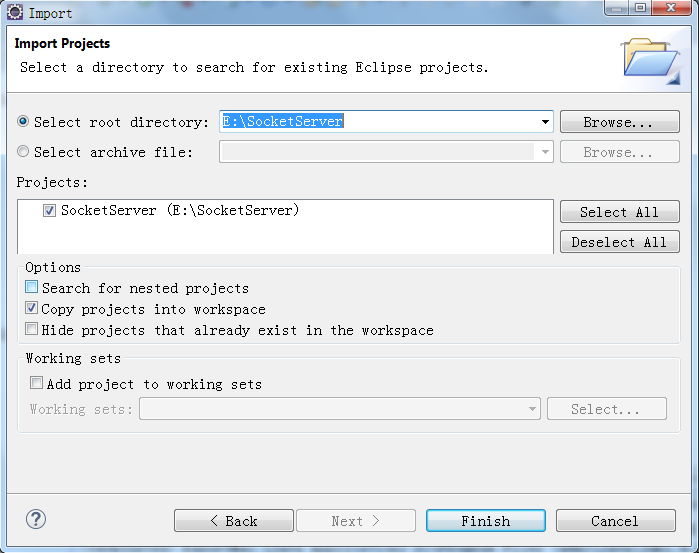 Import
Import Projects
Select a directory to search for existing Eclipse projects.
Select root directory: E:\SocketServer Browse...
Select archive file: Browse...
Projects:
SocketServer (E:\SocketServer)
Select All
Deselect All
Options
Search for nested projects
Copy projects into workspace
Hide projects that already exist in the workspace
Working sets
Add project to working sets
Working sets: Select...
? < Back Next > Finish Cancel